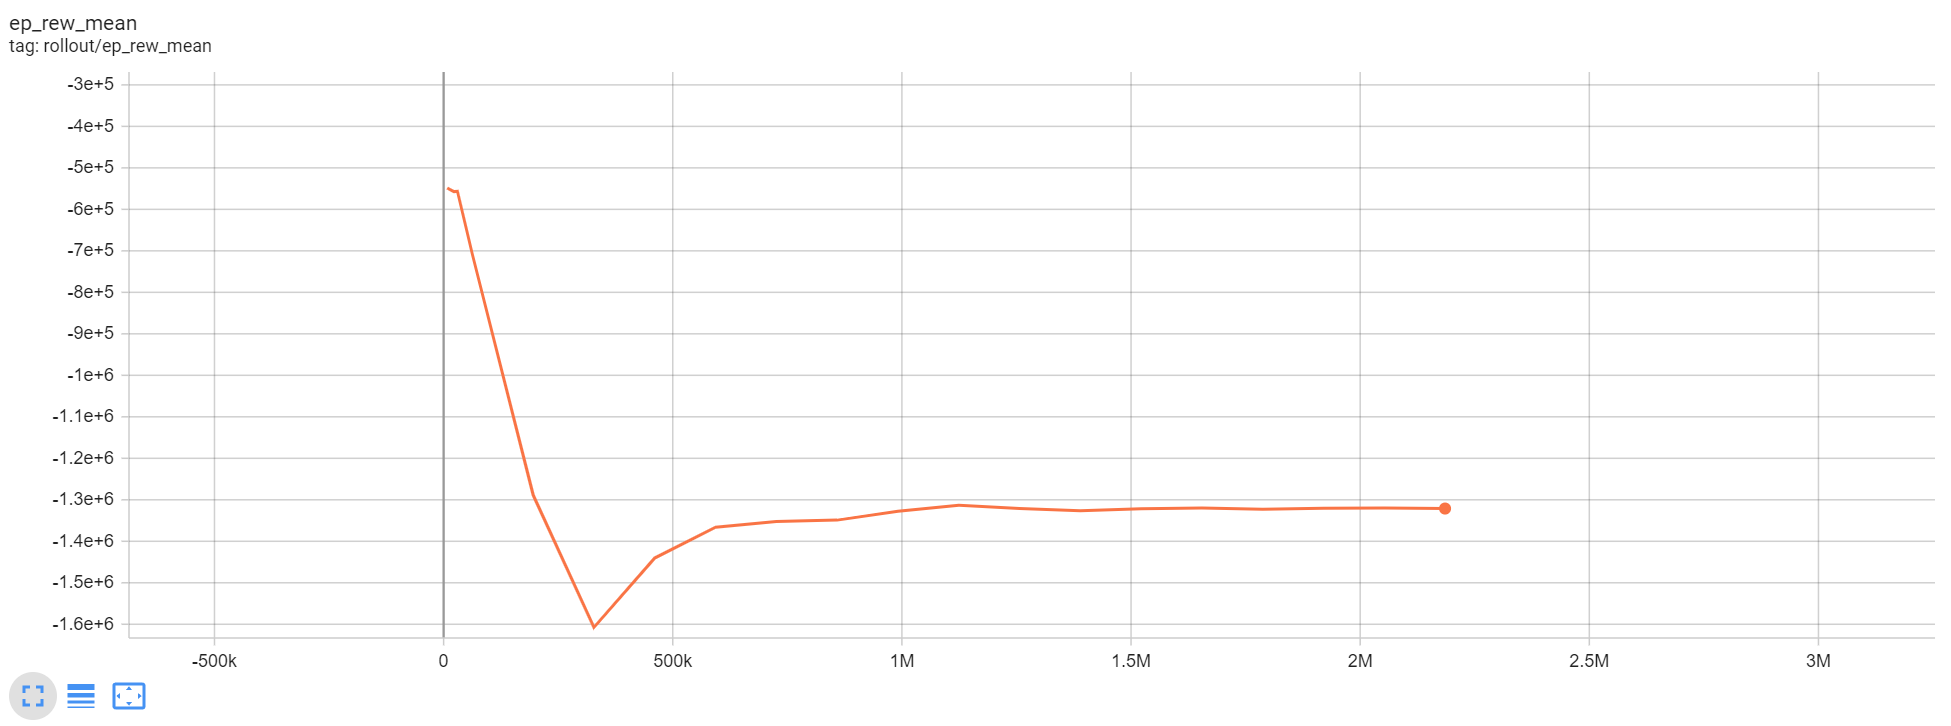 ep_rew_mean
tag: rollout/ep_rew_mean
-3e+5
-4e+5
-5e+5
-6e+5
-7e+5
-8e+5
-9e+5
-1e+6
-1.1e+6
-1.2e+6
-1.3e+6
-1.4e+6
-1.5e+6
-1.6e+6
-500k 0 500k 1M 1.5M 2M 2.5M 3M